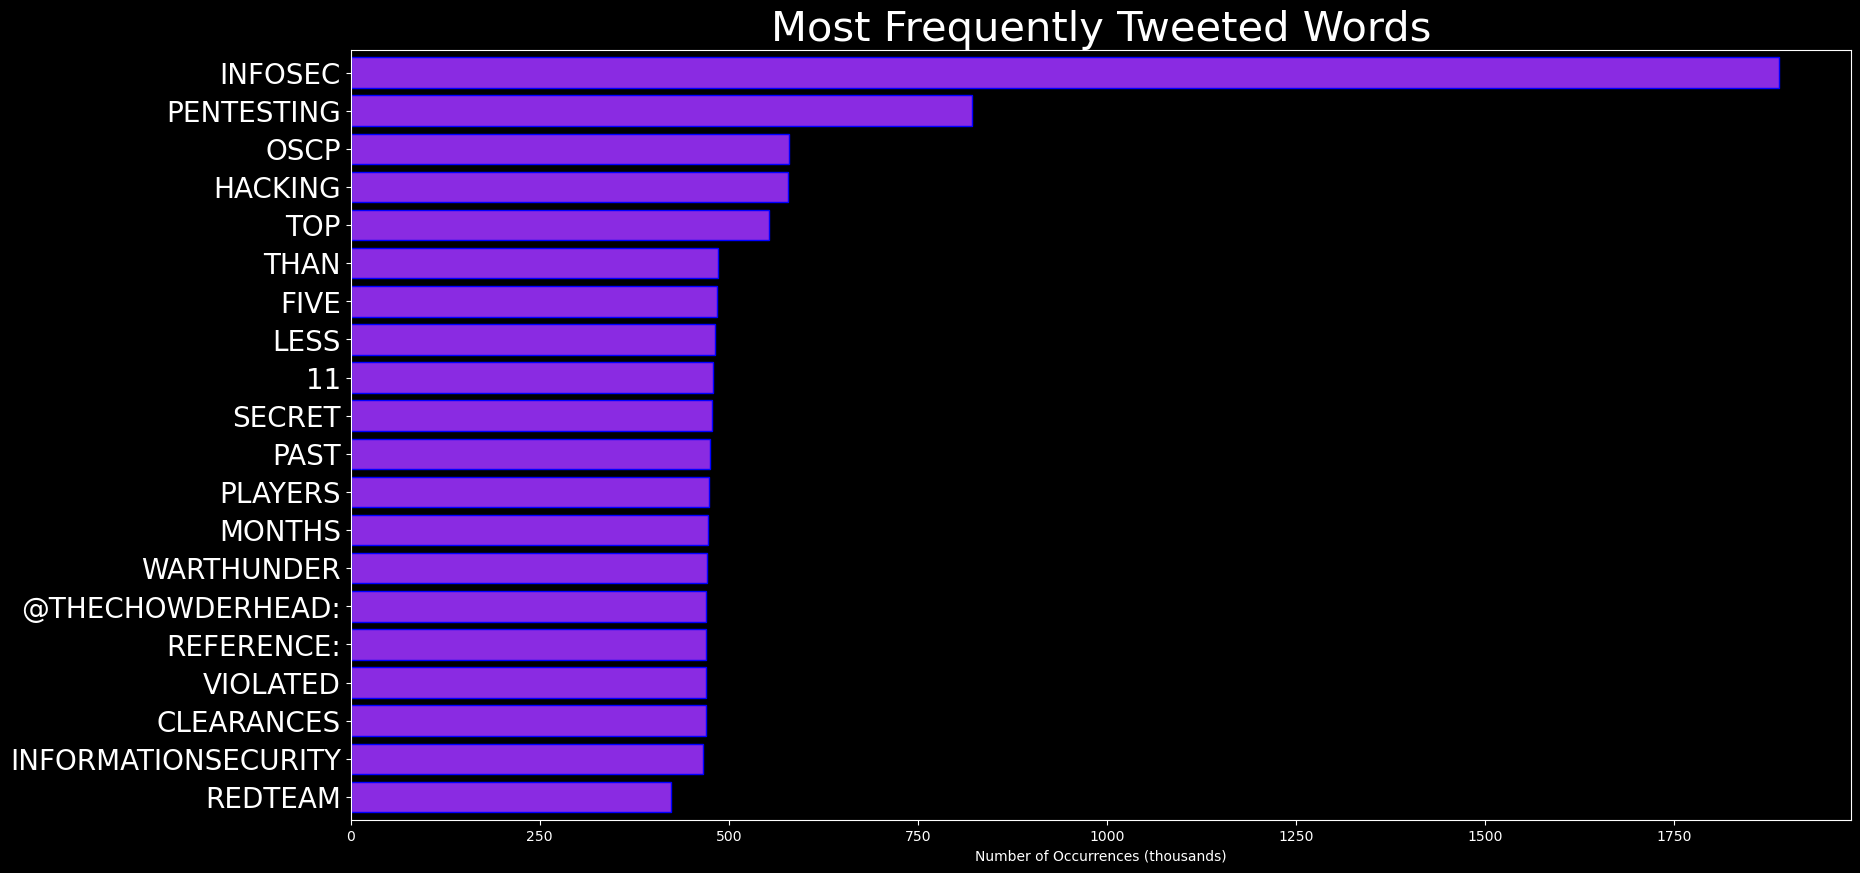 Most Frequently Tweeted Words
INFOSEC
PENTESTING
OSCP
HACKING
TOP
THAN
FIVE
LESS
11
SECRET
PAST
PLAYERS
MONTHS
WARTHUNDER
@THECHOWDERHEAD:
REFERENCE:
VIOLATED
CLEARANCES
INFORMATIONSECURITY
REDTEAM
0 250 500 750 1000 1250 1500 1750
Number of Occurrences (thousands)